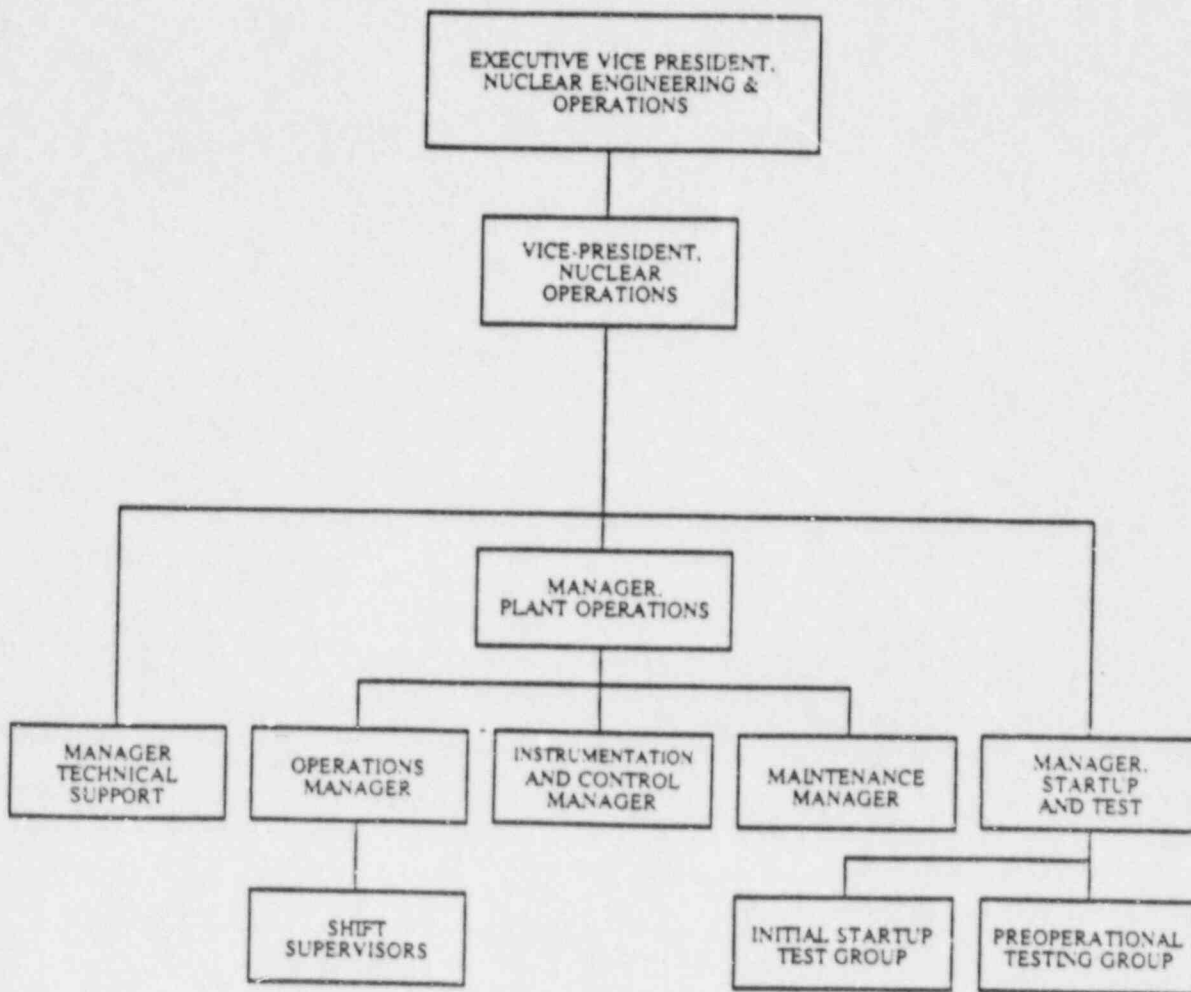 EXECUTIVE VICE PRESIDENT,
NUCLEAR ENGINEERING &
OPERATIONS
VICE-PRESIDENT,
NUCLEAR
OPERATIONS
MANAGER,
PLANT OPERATIONS
MANAGER
TECHNICAL
SUPPORT
OPERATIONS
MANAGER
INSTRUMENTATION
AND CONTROL
MANAGER
MAINTENANCE
MANAGER
MANAGER,
STARTUP
AND TEST
SHIFT
SUPERVISORS
INITIAL STARTUP
TEST GROUP
PREOPERATIONAL
TESTING GROUP